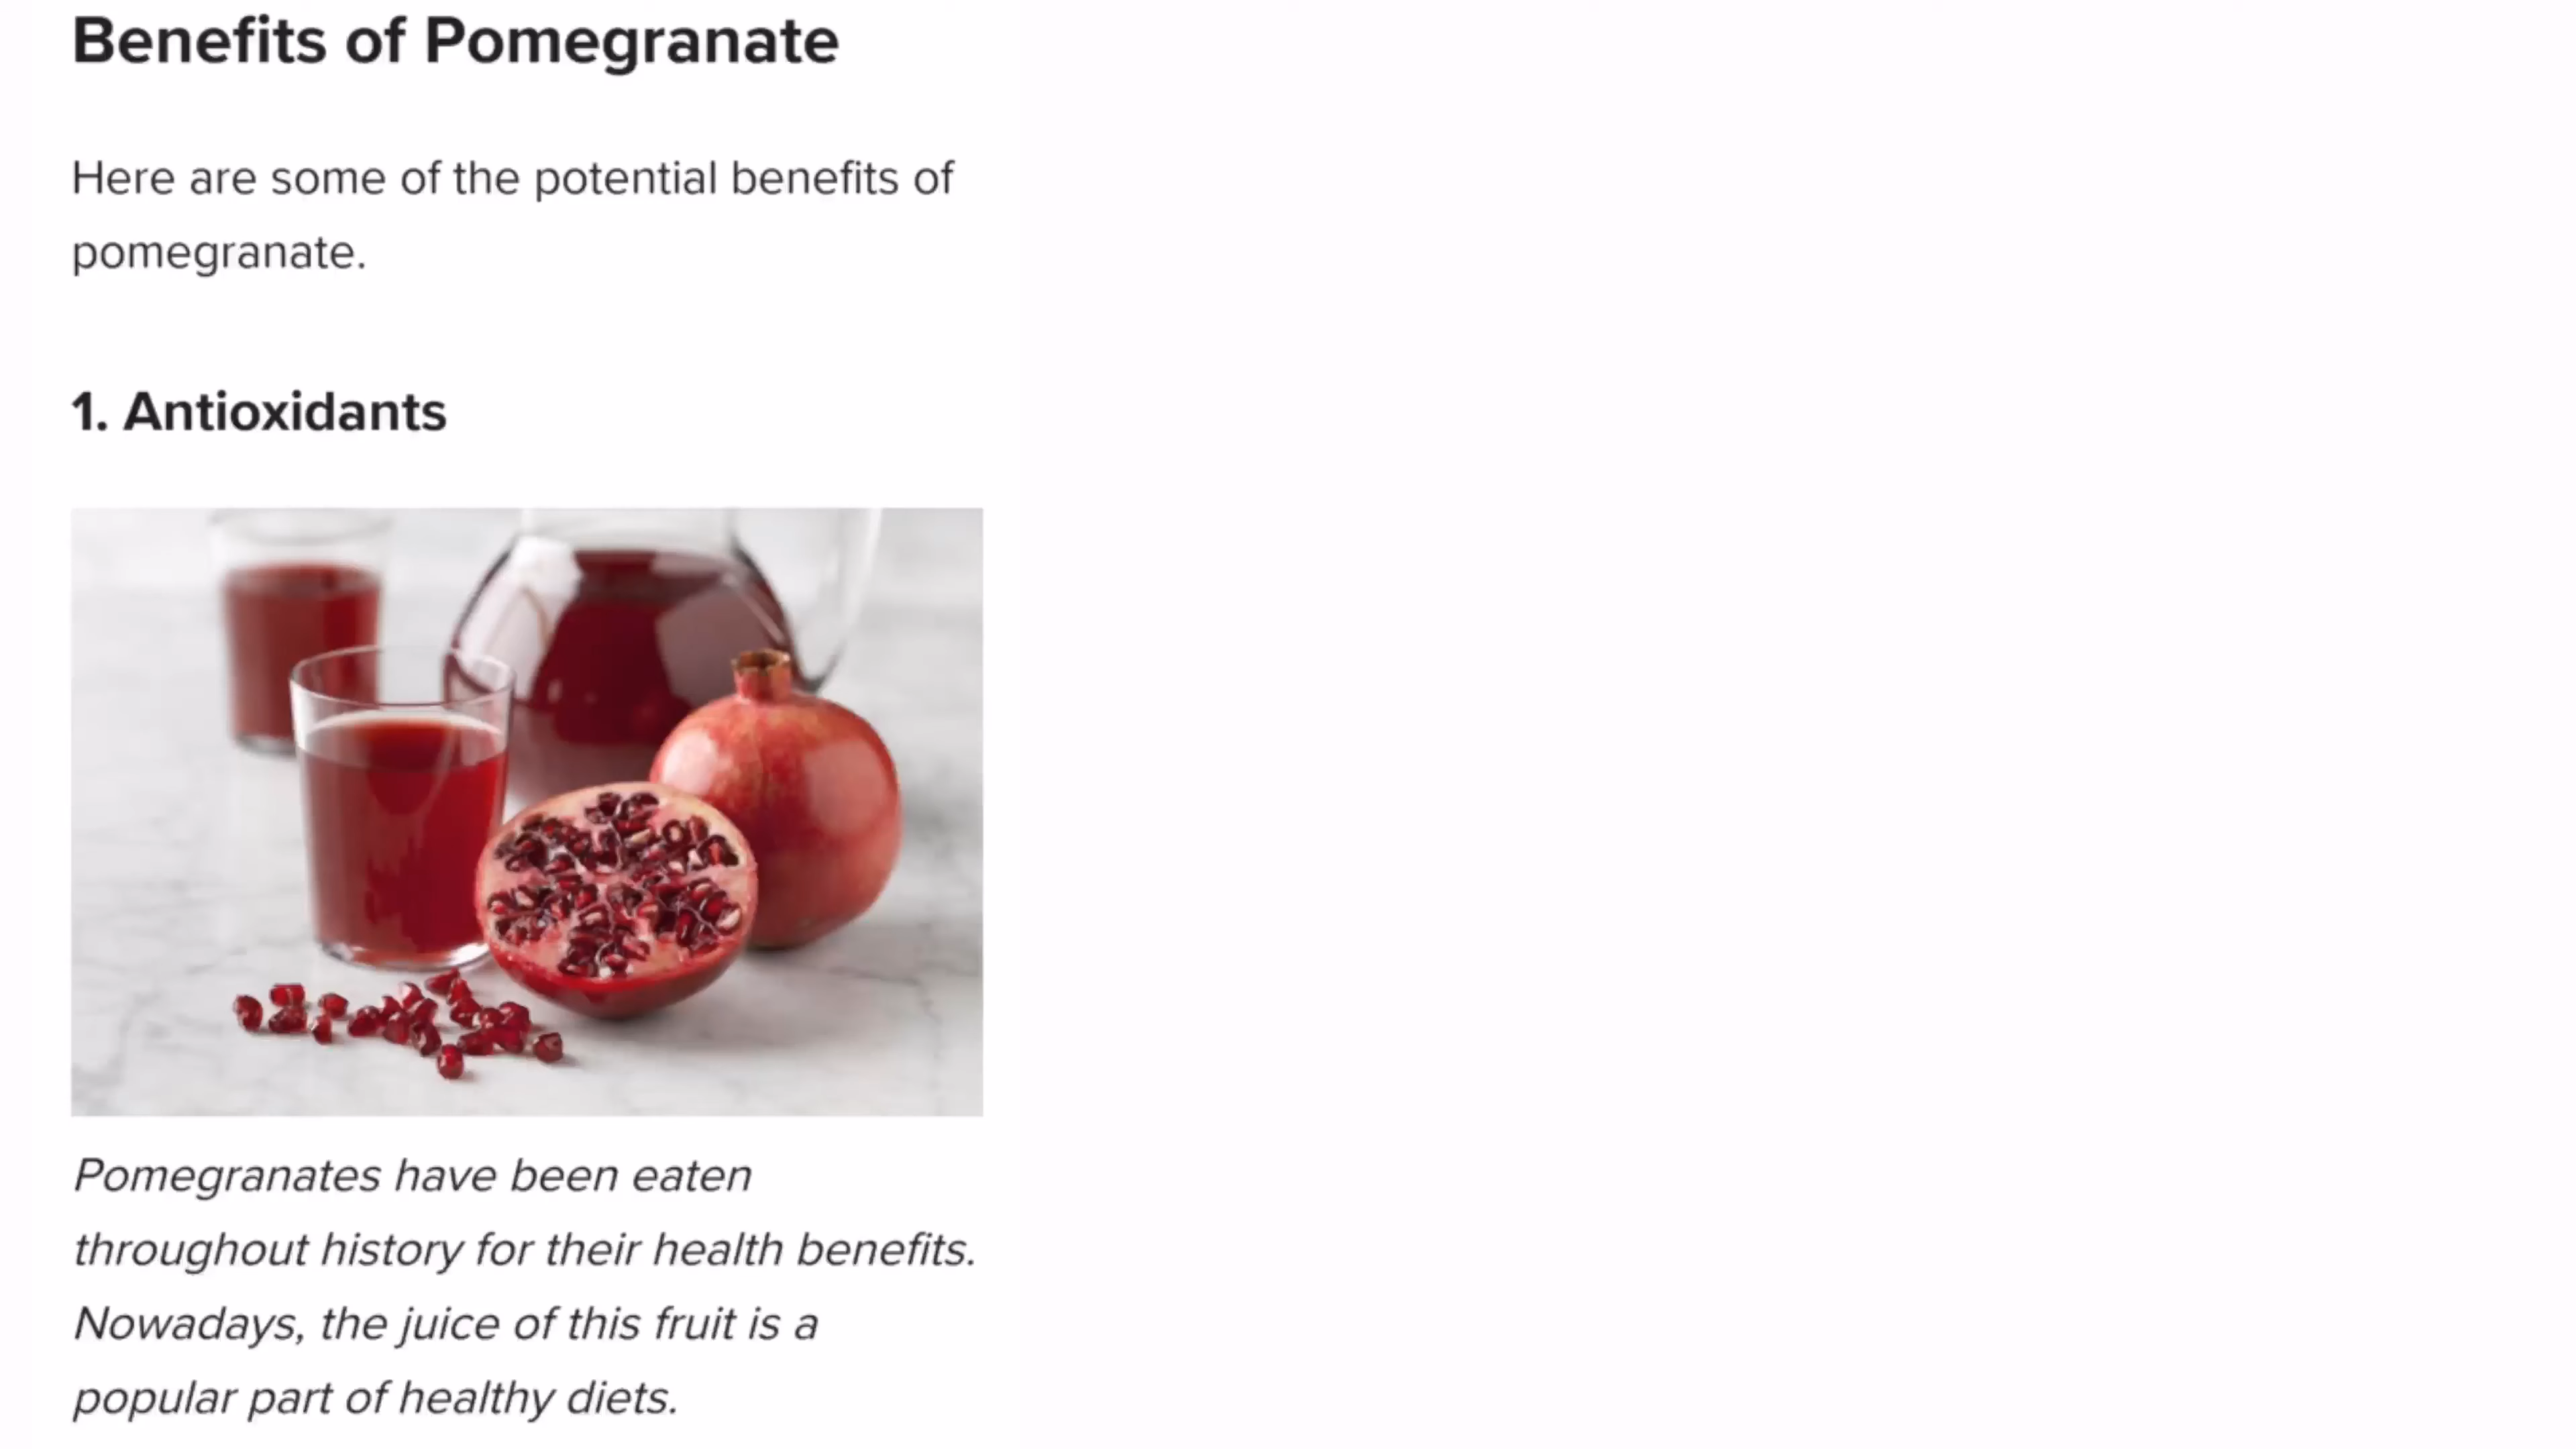 Benefits of Pomegranate
Here are some of the potential benefits of
pomegranate.
1. Antioxidants
Pomegranates have been eaten
throughout history for their health benefits.
Nowadays, the juice of this fruit is a
popular part of healthy diets.